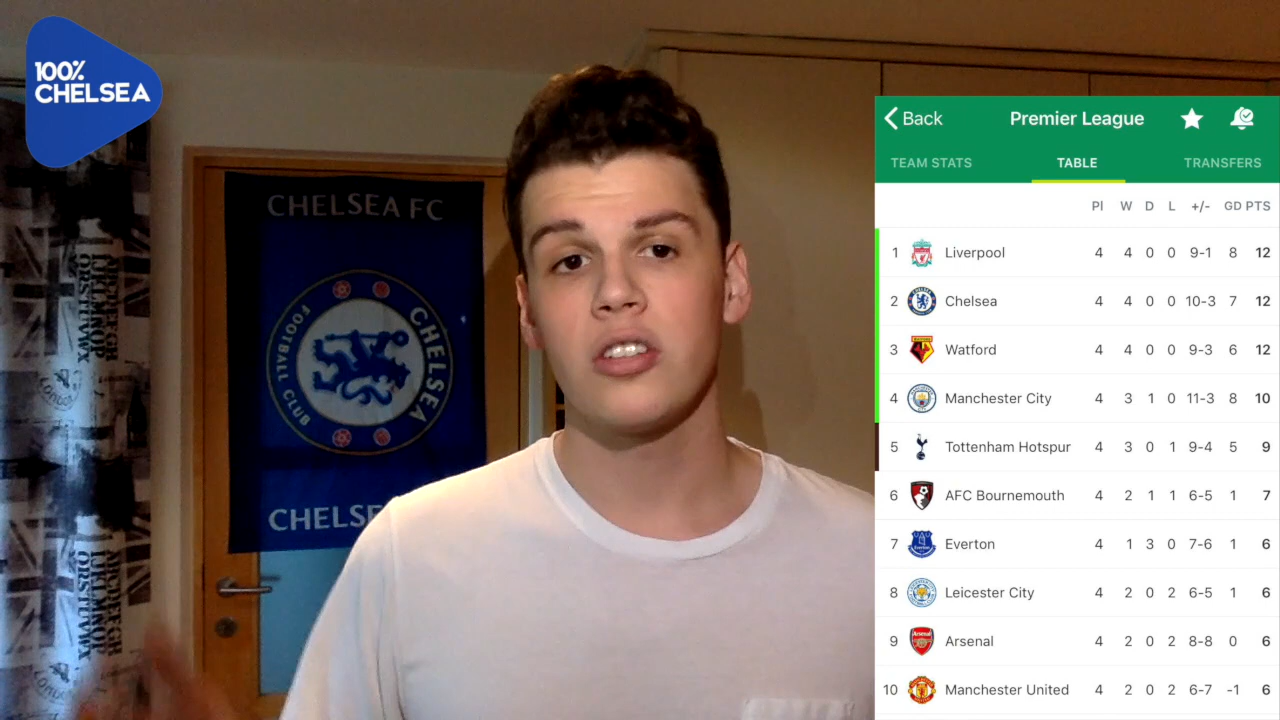 100%
CHELSEA
CHELSEA FC
CHELSEA
FOOTBALL CLUB
CHELSE
London
Back
Premier League
TEAM STATS TABLE TRANSFERS
Pl W D L +/- GD PTS
1 Liverpool 4 4 0 0 9-1 8 12
2 Chelsea 4 4 0 0 10-3 7 12
3 Watford 4 4 0 0 9-3 6 12
4 Manchester City 4 3 1 0 11-3 8 10
5 Tottenham Hotspur 4 3 0 1 9-4 5 9
6 AFC Bournemouth 4 2 1 1 6-5 1 7
7 Everton 4 1 3 0 7-6 1 6
8 Leicester City 4 2 0 2 6-5 1 6
9 Arsenal 4 2 0 2 8-8 0 6
10 Manchester United 4 2 0 2 6-7 -1 6